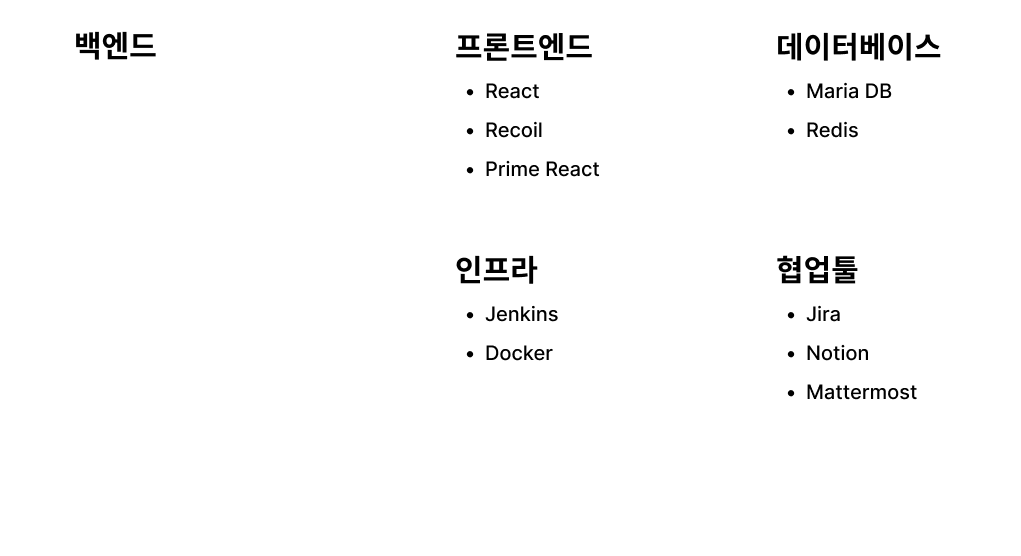 백엔드
프론트엔드
• React
• Recoil
• Prime React
데이터베이스
• Maria DB
• Redis
인프라
• Jenkins
• Docker
협업툴
• Jira
• Notion
• Mattermost